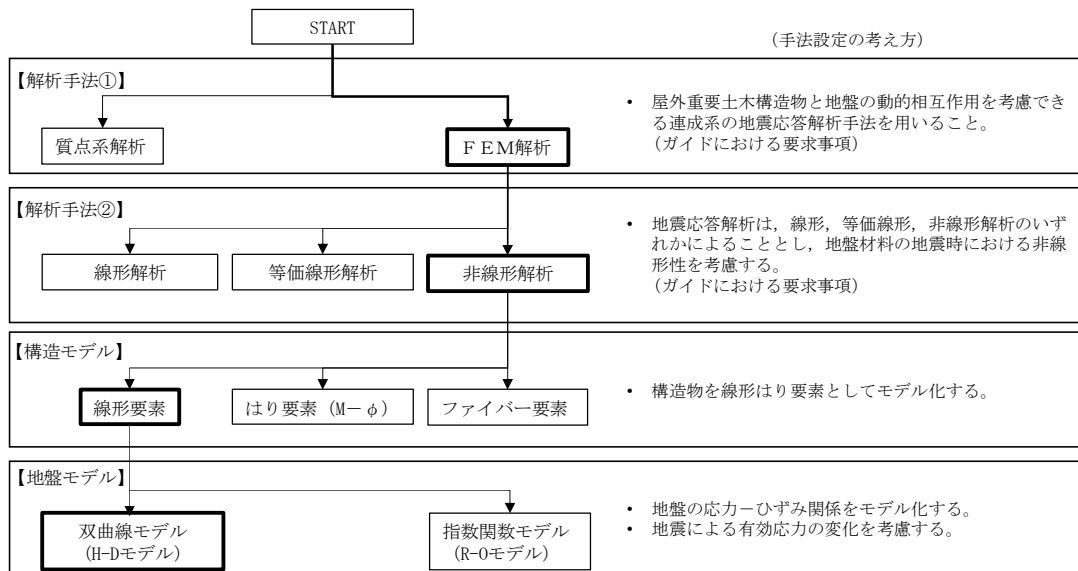 START
(手法設定の考え方)
【解析手法①】
質点系解析
ＦＥＭ解析
• 屋外重要土木構造物と地盤の動的相互作用を考慮でき
る連成系の地震応答解析手法を用いること。
(ガイドにおける要求事項)
【解析手法②】
線形解析
等価線形解析
非線形解析
• 地震応答解析は，線形，等価線形，非線形解析のいず
れかによることとし，地盤材料の地震時における非線
形性を考慮する。
(ガイドにおける要求事項)
【構造モデル】
線形要素
はり要素（M－φ）
ファイバー要素
• 構造物を線形はり要素としてモデル化する。
【地盤モデル】
双曲線モデル
(H-Dモデル)
指数関数モデル
(R-Oモデル)
• 地盤の応力－ひずみ関係をモデル化する。
• 地震による有効応力の変化を考慮する。